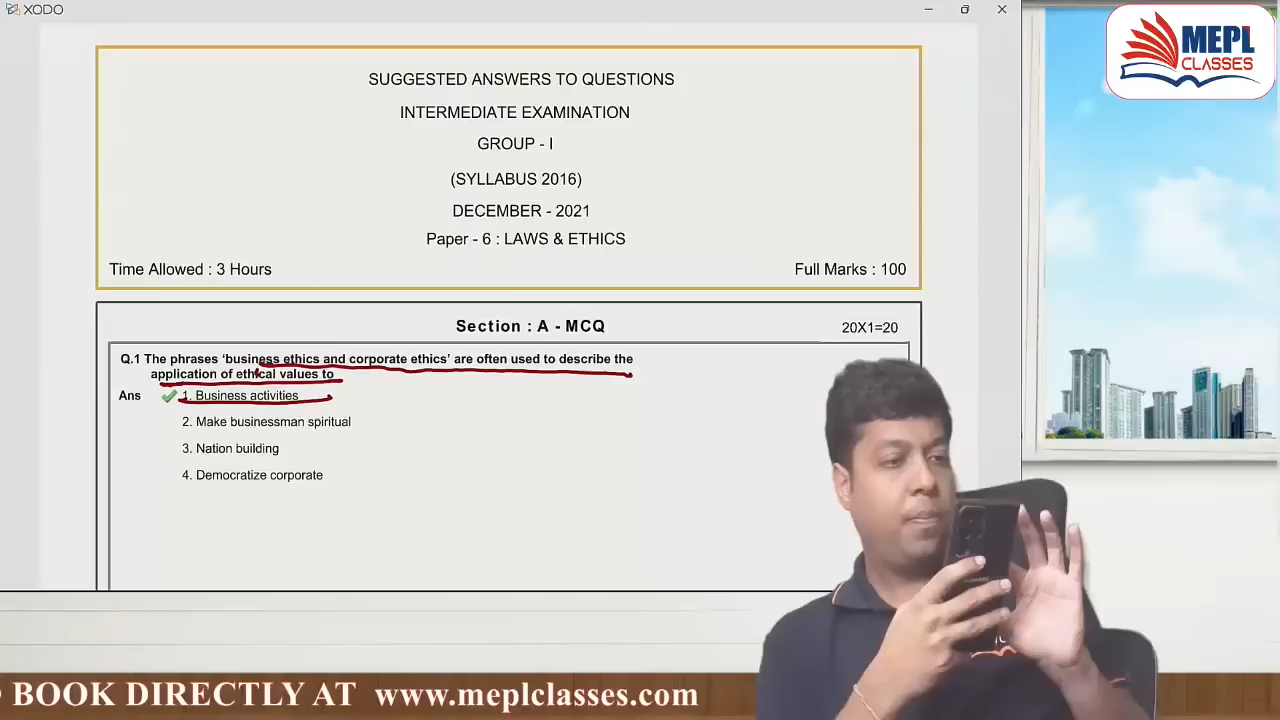 XODO
MEPL
CLASSES
SUGGESTED ANSWERS TO QUESTIONS
INTERMEDIATE EXAMINATION
GROUP - I
(SYLLABUS 2016)
DECEMBER - 2021
Paper - 6 : LAWS & ETHICS
Time Allowed : 3 Hours Full Marks : 100
Section : A - MCQ 20X1=20
Q.1 The phrases ‘business ethics and corporate ethics’ are often used to describe the
application of ethical values to
Ans 1. Business activities
2. Make businessman spiritual
3. Nation building
4. Democratize corporate
BOOK DIRECTLY AT www.meplclasses.com